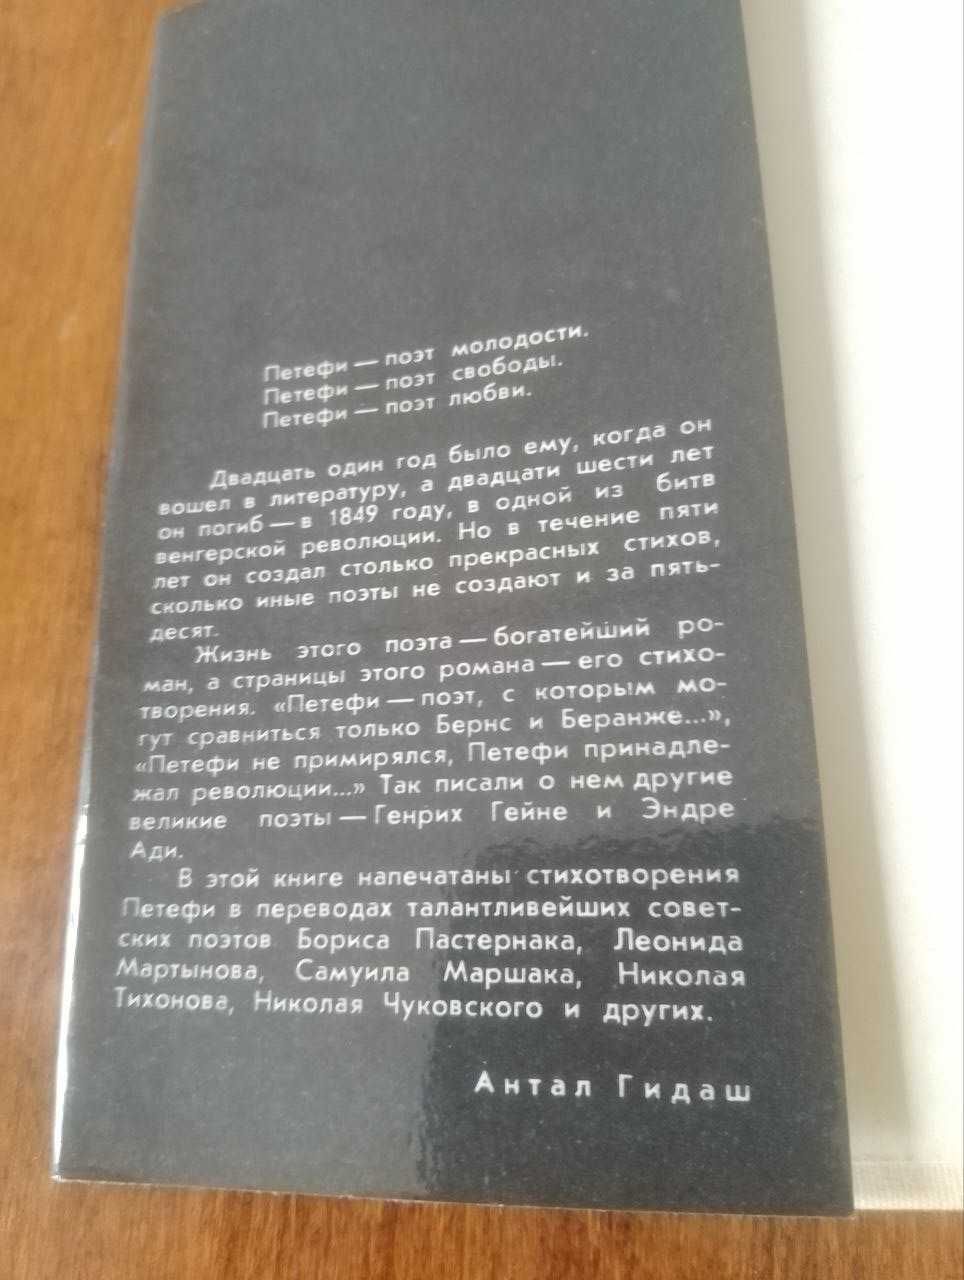 Петефи — поэт молодости.
Петефи — поэт свободы.
Петефи — поэт любви.
Двадцать один год было ему, когда он
вошел в литературу, а двадцати шести лет
он погиб — в 1849 году, в одной из битв
венгерской революции. Но в течение пяти
лет он создал столько прекрасных стихов,
сколько иные поэты не создают и за пять-
десят.
Жизнь этого поэта — богатейший ро-
ман, а страницы этого романа — его стихо-
творения. «Петефи — поэт, с которым мо-
гут сравниться только Бернс и Беранже...»,
«Петефи не примирялся, Петефи принадле-
жал революции...» Так писали о нем другие
великие поэты — Генрих Гейне и Эндре
Ади.
В этой книге напечатаны стихотворения
Петефи в переводах талантливейших совет-
ских поэтов Бориса Пастернака, Леонида
Мартынова, Самуила Маршака, Николая
Тихонова, Николая Чуковского и других.
Антал Гидаш